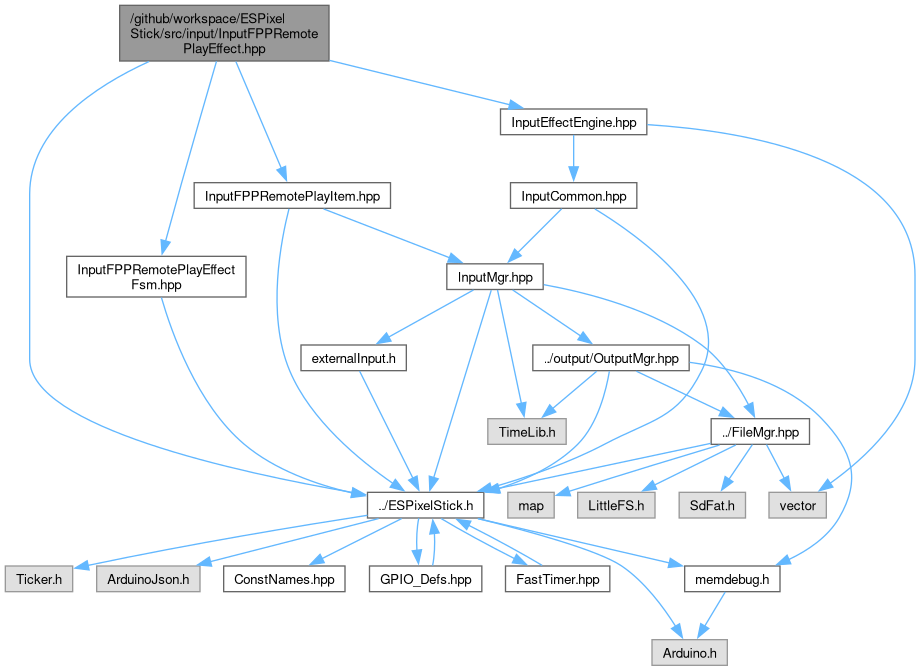 /github/workspace/ESPixel
Stick/src/input/InputFPPRemote
PlayEffect.hpp
InputEffectEngine.hpp
InputFPPRemotePlayItem.hpp
InputCommon.hpp
InputFPPRemotePlayEffect
Fsm.hpp
InputMgr.hpp
externalInput.h
../output/OutputMgr.hpp
TimeLib.h
../FileMgr.hpp
../ESPixelStick.h
map
LittleFS.h
SdFat.h
vector
Ticker.h
ArduinoJson.h
ConstNames.hpp
GPIO_Defs.hpp
FastTimer.hpp
memdebug.h
Arduino.h